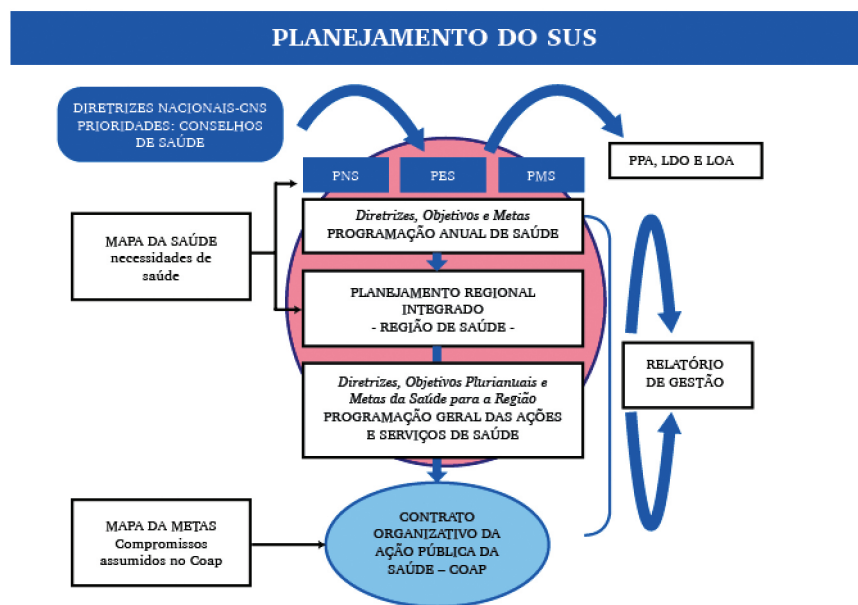 PLANEJAMENTO DO SUS
DIRETRIZES NACIONAIS-CNS
PRIORIDADES: CONSELHOS
DE SAÚDE
PPA, LDO E LOA
PNS
PES
PMS
Diretrizes, Objetivos e Metas
PROGRAMAÇÃO ANUAL DE SAÚDE
MAPA DA SAÚDE
necessidades de
saúde
PLANEJAMENTO REGIONAL
INTEGRADO
- REGIÃO DE SAÚDE -
RELATÓRIO
DE GESTÃO
Diretrizes, Objetivos Plurianuais e
Metas da Saúde para a Região
PROGRAMAÇÃO GERAL DAS AÇÕES
E SERVIÇOS DE SAÚDE
MAPA DA METAS
Compromissos
assumidos no Coap
CONTRATO
ORGANIZATIVO DA
AÇÃO PÚBLICA DA
SAÚDE – COAP